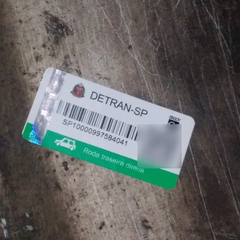 DETRAN-SP
SP10000997584041
Roda traseira direita